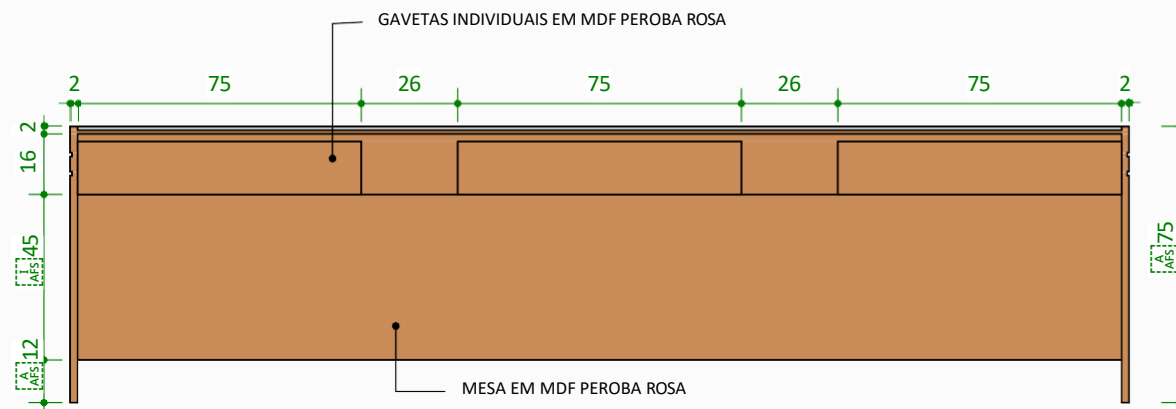 GAVETAS INDIVIDUAIS EM MDF PEROBA ROSA
2 75 26 75 26 75 2
2
16
45
I
AFS
12
A
AFS
75
A
AFS
MESA EM MDF PEROBA ROSA